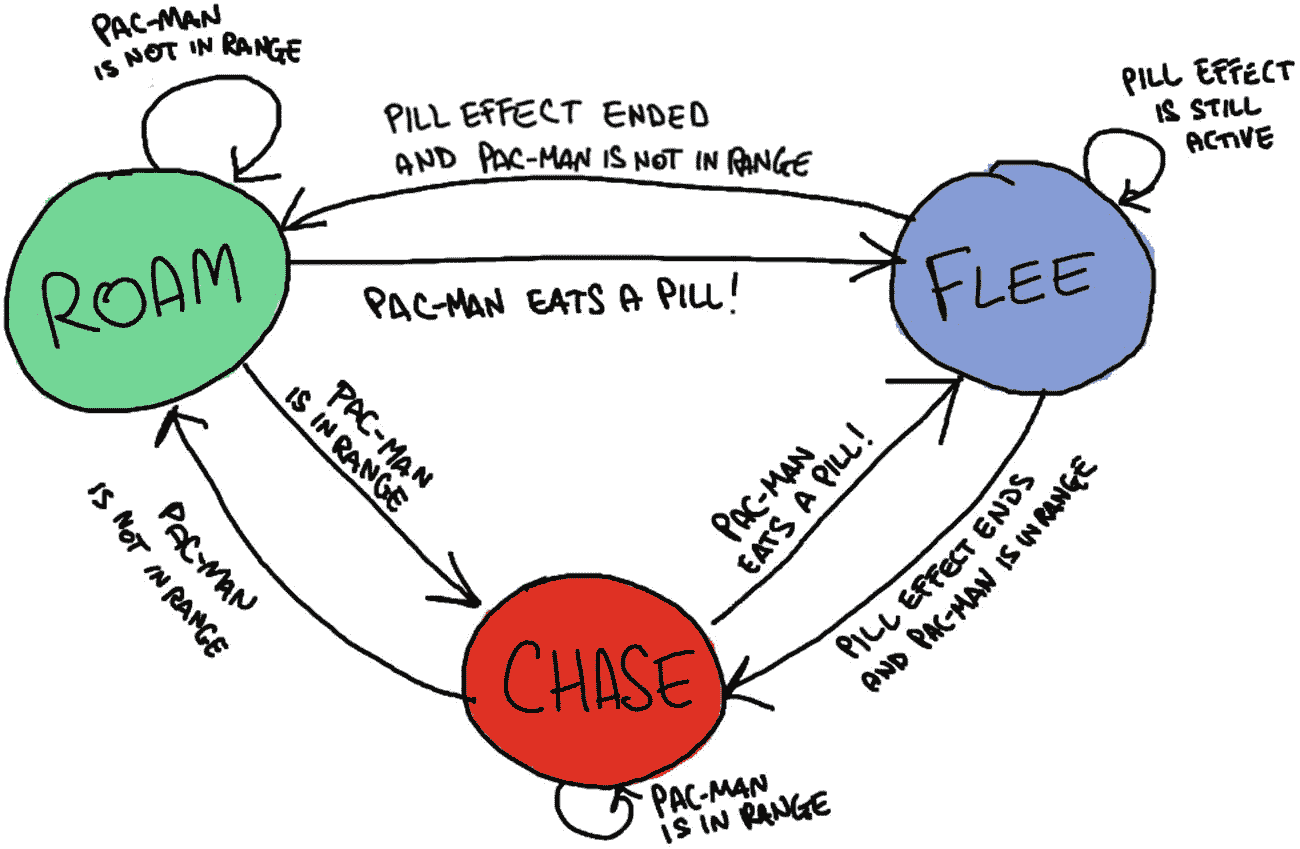 PAC-MAN
IS NOT IN RANGE
PILL EFFECT ENDED
AND PAC-MAN IS NOT IN RANGE
PILL EFFECT
IS STILL
ACTIVE
ROAM
FLEE
PAC-MAN EATS A PILL!
PAC-MAN
IS IN RANGE
PAC-MAN
IS NOT IN RANGE
PAC-MAN
EATS A PILL!
PILL EFFECT ENDS
AND PAC-MAN IS IN RANGE
CHASE
PAC-MAN
IS IN RANGE